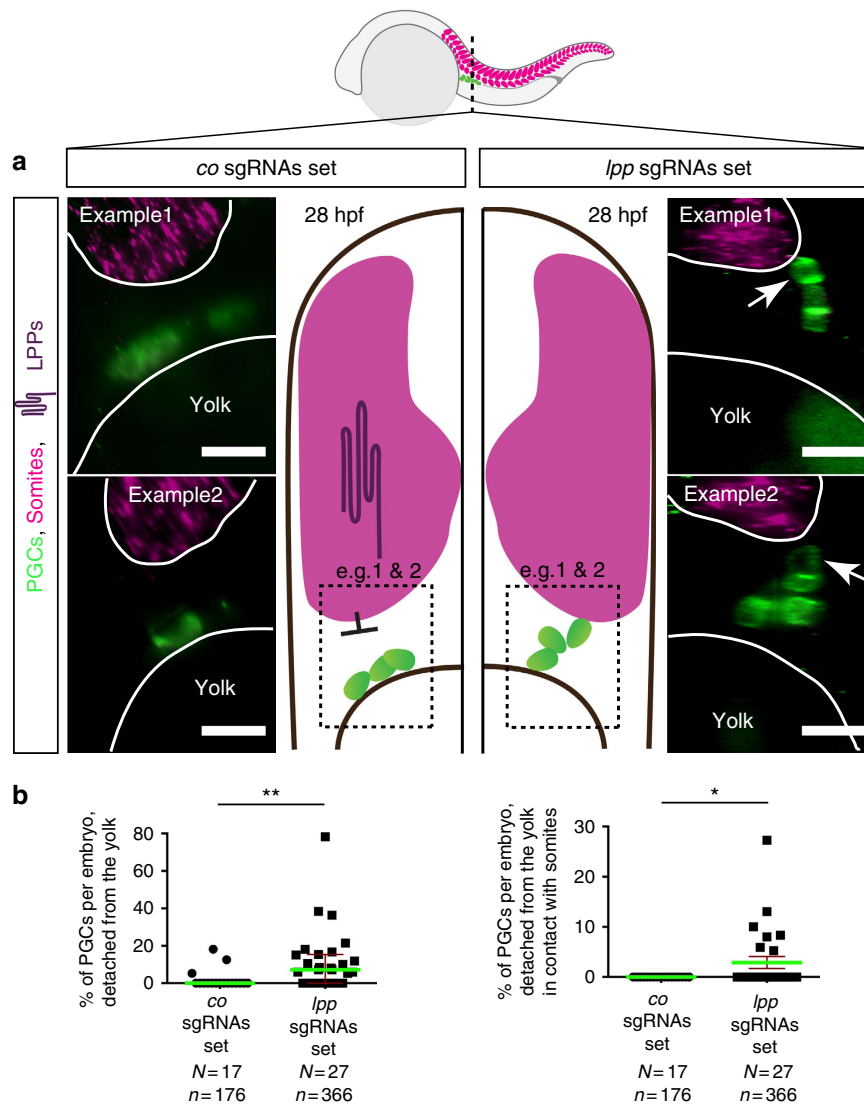 a
co sgRNAs set
lpp sgRNAs set
PGCs, Somites, LPPs
Example1
Yolk
28 hpf
28 hpf
Example1
Yolk
Example2
Yolk
e.g.1 & 2
e.g.1 & 2
Example2
Yolk
b
% of PGCs per embryo,
detached from the yolk
**
80
60
40
20
0
co
sgRNAs
set
N=17
n=176
lpp
sgRNAs
set
N=27
n=366
% of PGCs per embryo,
detached from the yolk
in contact with somites
*
30
20
10
0
co
sgRNAs
set
N=17
n=176
lpp
sgRNAs
set
N=27
n=366